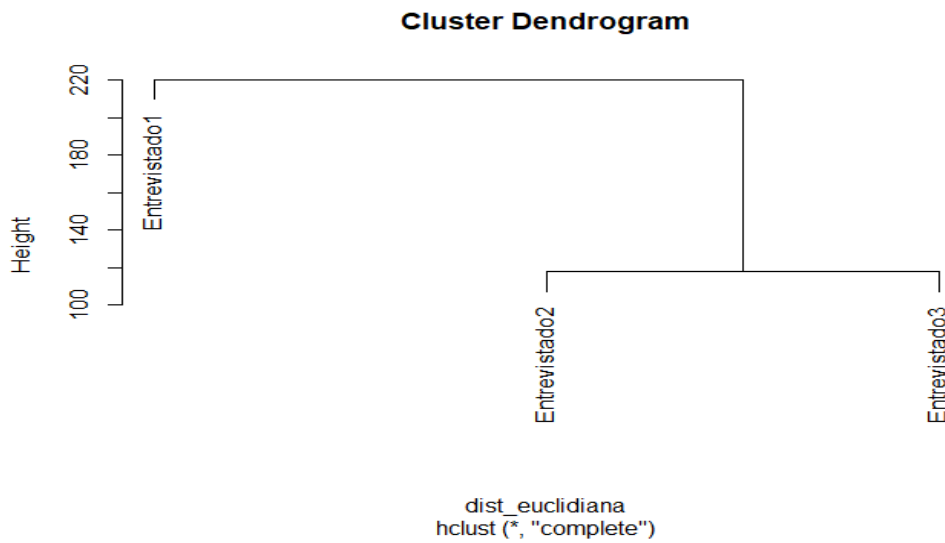 Cluster Dendrogram
Height
220
180
140
100
Entrevistado1
Entrevistado2
Entrevistado3
dist_euclidiana
hclust (*, "complete")